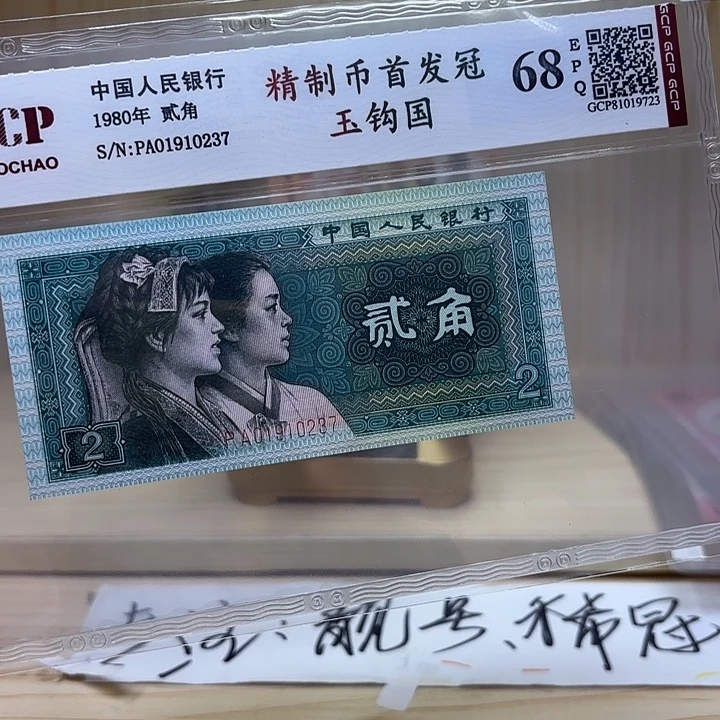 中国人民银行
1980年 贰角
S/N:PA01910237
精制币首发冠
玉钩国
68
EPQ
GCP81019723
GCP GCP GCP
CP
OCHAO
中国人民银行
贰角
2
2
PA01910237
专注:靓号、稀冠